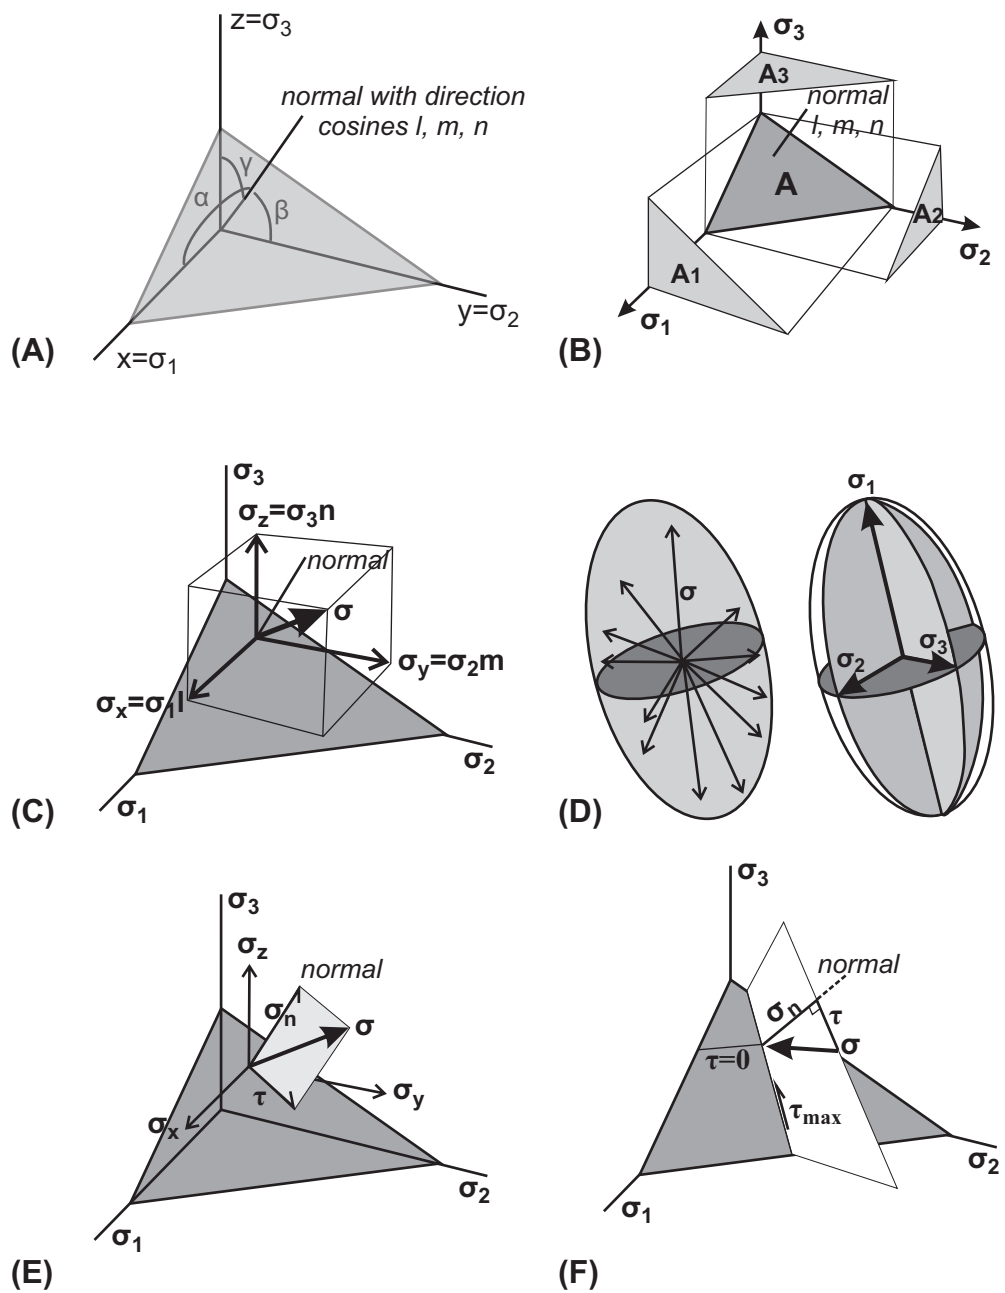 z=σ3
normal with direction
cosines l, m, n
γ
α
β
y=σ2
x=σ1
(A)
σ3
A3
normal
l, m, n
A
A2
σ2
A1
σ1
(B)
σ3
σz=σ3n
normal
σ
σy=σ2m
σx=σ1l
σ2
σ1
(C)
σ
σ1
σ3
σ2
(D)
σ3
σz
normal
σn
σ
τ
σy
σx
σ2
σ1
(E)
σ3
normal
σn
τ
σ
τ=0
τmax
σ2
σ1
(F)